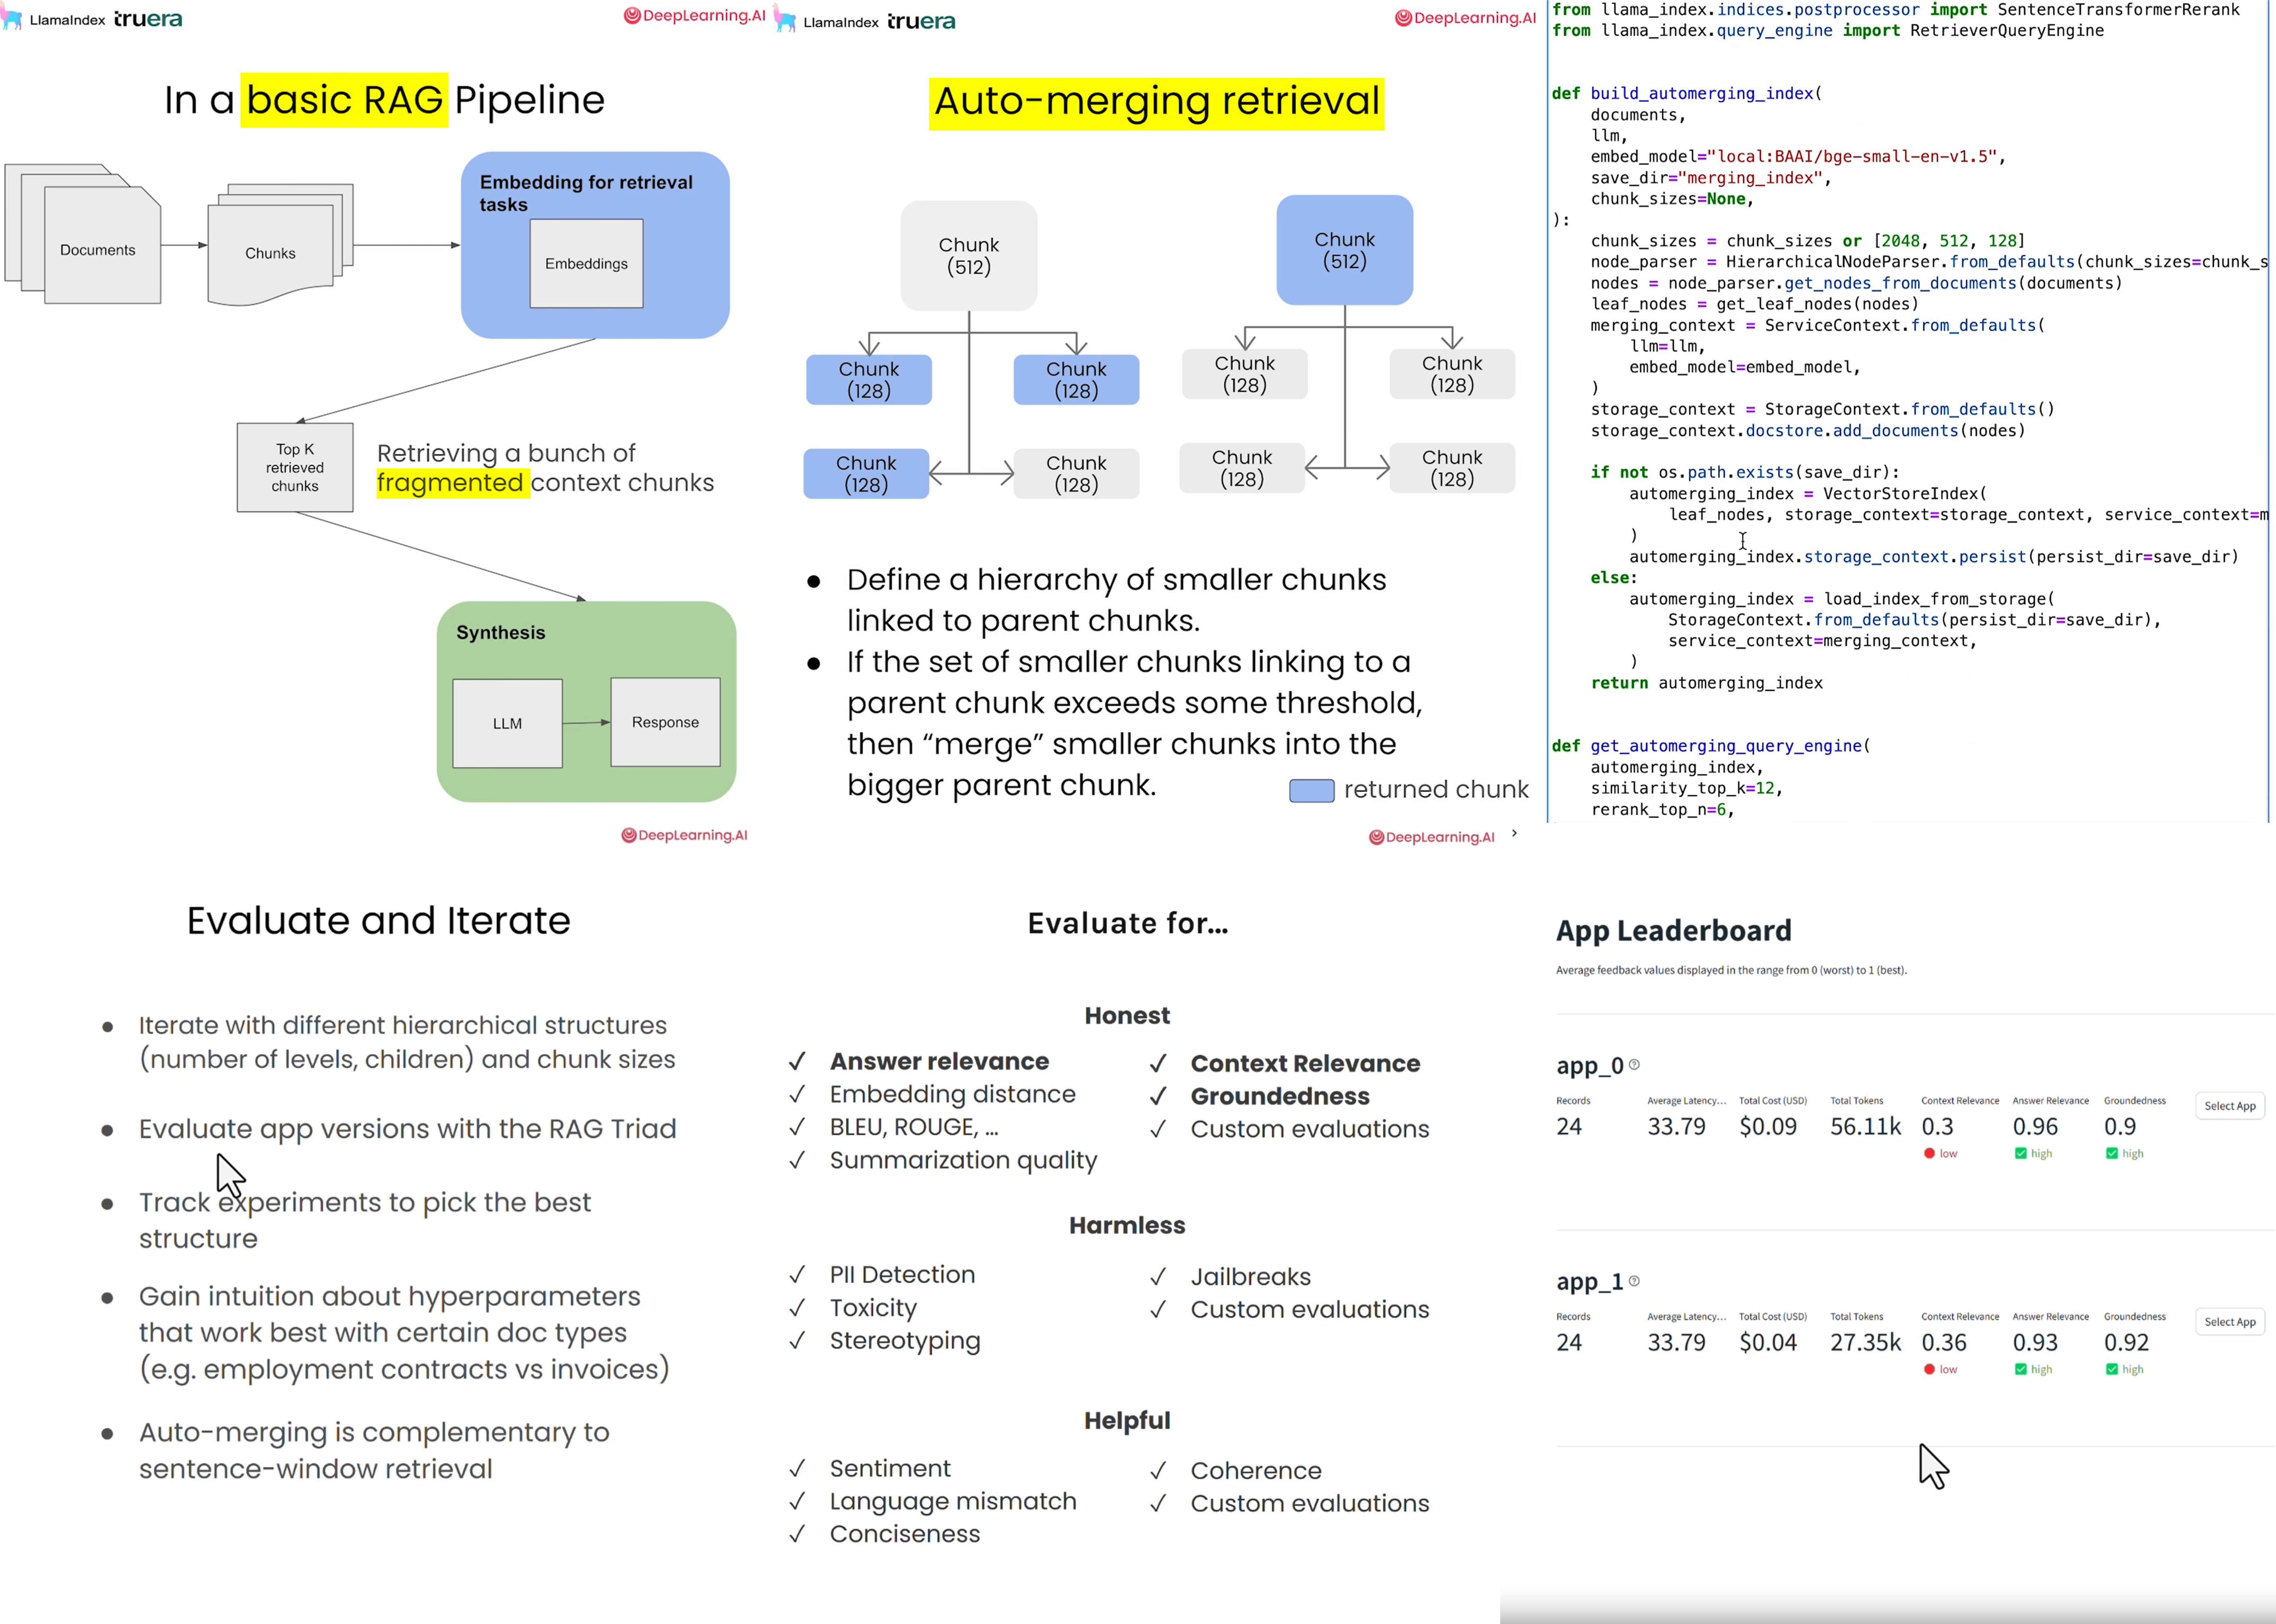 LlamaIndex truera
DeepLearning.AI
In a basic RAG Pipeline
Documents
Chunks
Embedding for retrieval
tasks
Embeddings
Top K
retrieved
chunks
Retrieving a bunch of
fragmented context chunks
Synthesis
LLM
Response
LlamaIndex truera
DeepLearning.AI
Auto-merging retrieval
Chunk
(512)
Chunk
(128)
Chunk
(128)
Chunk
(128)
Chunk
(128)
Chunk
(512)
Chunk
(128)
Chunk
(128)
Chunk
(128)
Chunk
(128)
● Define a hierarchy of smaller chunks
linked to parent chunks.
● If the set of smaller chunks linking to a
parent chunk exceeds some threshold,
then “merge” smaller chunks into the
bigger parent chunk.
returned chunk
from llama_index.indices.postprocessor import SentenceTransformerRerank
from llama_index.query_engine import RetrieverQueryEngine
def build_automerging_index(
    documents,
    llm,
    embed_model="local:BAAI/bge-small-en-v1.5",
    save_dir="merging_index",
    chunk_sizes=None,
):
    chunk_sizes = chunk_sizes or [2048, 512, 128]
    node_parser = HierarchicalNodeParser.from_defaults(chunk_sizes=chunk_s
    nodes = node_parser.get_nodes_from_documents(documents)
    leaf_nodes = get_leaf_nodes(nodes)
    merging_context = ServiceContext.from_defaults(
        llm=llm,
        embed_model=embed_model,
    )
    storage_context = StorageContext.from_defaults()
    storage_context.docstore.add_documents(nodes)
    if not os.path.exists(save_dir):
        automerging_index = VectorStoreIndex(
            leaf_nodes, storage_context=storage_context, service_context=m
        )
        automerging_index.storage_context.persist(persist_dir=save_dir)
    else:
        automerging_index = load_index_from_storage(
            StorageContext.from_defaults(persist_dir=save_dir),
            service_context=merging_context,
        )
    return automerging_index
def get_automerging_query_engine(
    automerging_index,
    similarity_top_k=12,
    rerank_top_n=6,
DeepLearning.AI
Evaluate and Iterate
● Iterate with different hierarchical structures
(number of levels, children) and chunk sizes
● Evaluate app versions with the RAG Triad
● Track experiments to pick the best
structure
● Gain intuition about hyperparameters
that work best with certain doc types
(e.g. employment contracts vs invoices)
● Auto-merging is complementary to
sentence-window retrieval
DeepLearning.AI
Evaluate for...
Honest
✓ Answer relevance
✓ Embedding distance
✓ BLEU, ROUGE, ...
✓ Summarization quality
✓ Context Relevance
✓ Groundedness
✓ Custom evaluations
Harmless
✓ PII Detection
✓ Toxicity
✓ Stereotyping
✓ Jailbreaks
✓ Custom evaluations
Helpful
✓ Sentiment
✓ Language mismatch
✓ Conciseness
✓ Coherence
✓ Custom evaluations
App Leaderboard
Average feedback values displayed in the range from 0 (worst) to 1 (best).
app_0
Records Average Latency... Total Cost (USD) Total Tokens Context Relevance Answer Relevance Groundedness
24 33.79 $0.09 56.11k 0.3 0.96 0.9
low high high
Select App
app_1
Records Average Latency... Total Cost (USD) Total Tokens Context Relevance Answer Relevance Groundedness
24 33.79 $0.04 27.35k 0.36 0.93 0.92
low high high
Select App